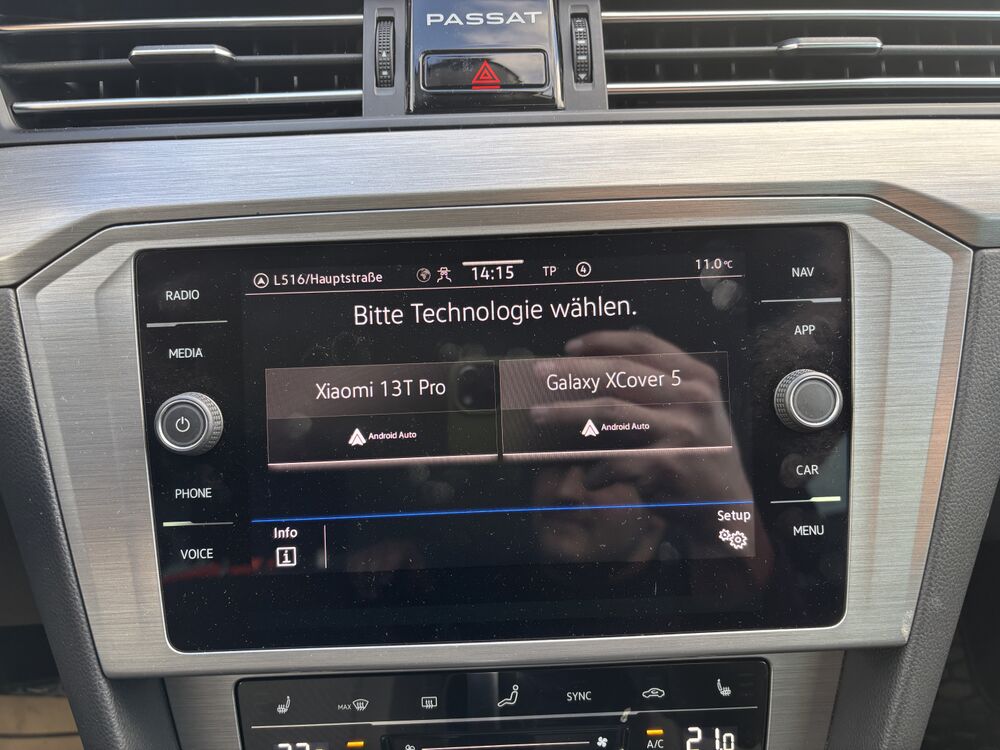 PASSAT
L516/Hauptstraße 14:15 TP 4 11.0°C
RADIO
MEDIA
PHONE
VOICE
Bitte Technologie wählen.
Xiaomi 13T Pro
Android Auto
Galaxy XCover 5
Android Auto
Info
i
Setup
NAV
APP
CAR
MENU
MAX
SYNC
A/C
21.0